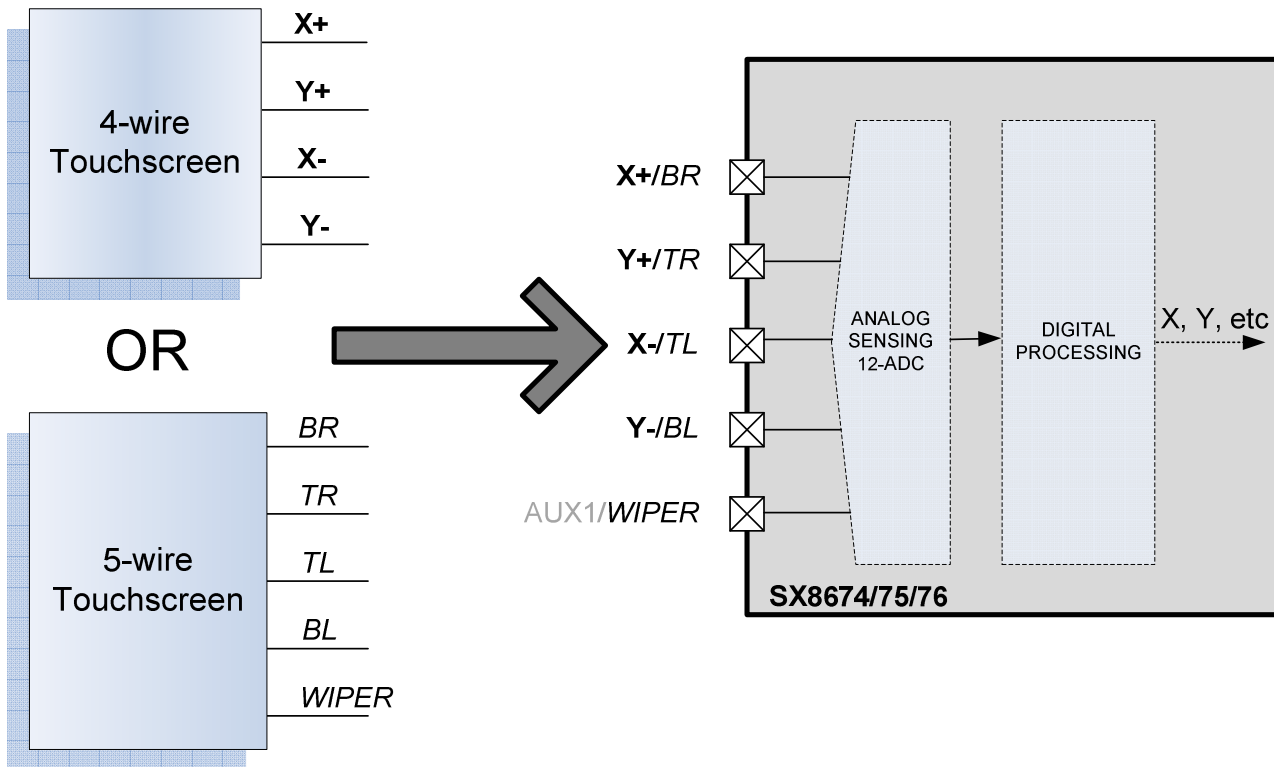 X+
Y+
X-
Y-
4-wire
Touchscreen
OR
BR
TR
TL
BL
WIPER
5-wire
Touchscreen
X+/BR
Y+/TR
X-/TL
Y-/BL
AUX1/WIPER
ANALOG
SENSING
12-ADC
DIGITAL
PROCESSING
X, Y, etc
SX8674/75/76